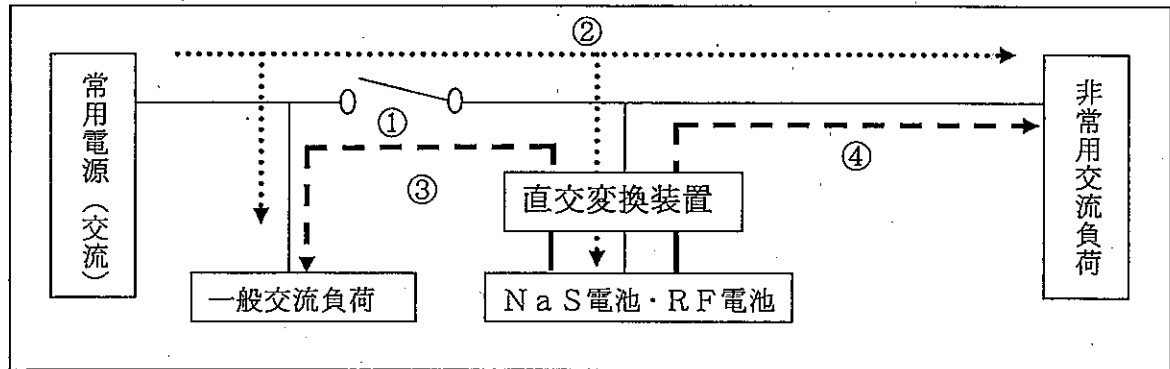 ②
常用電源(交流)
①
非常用交流負荷
④
③
直交変換装置
一般交流負荷
NaS電池・RF電池